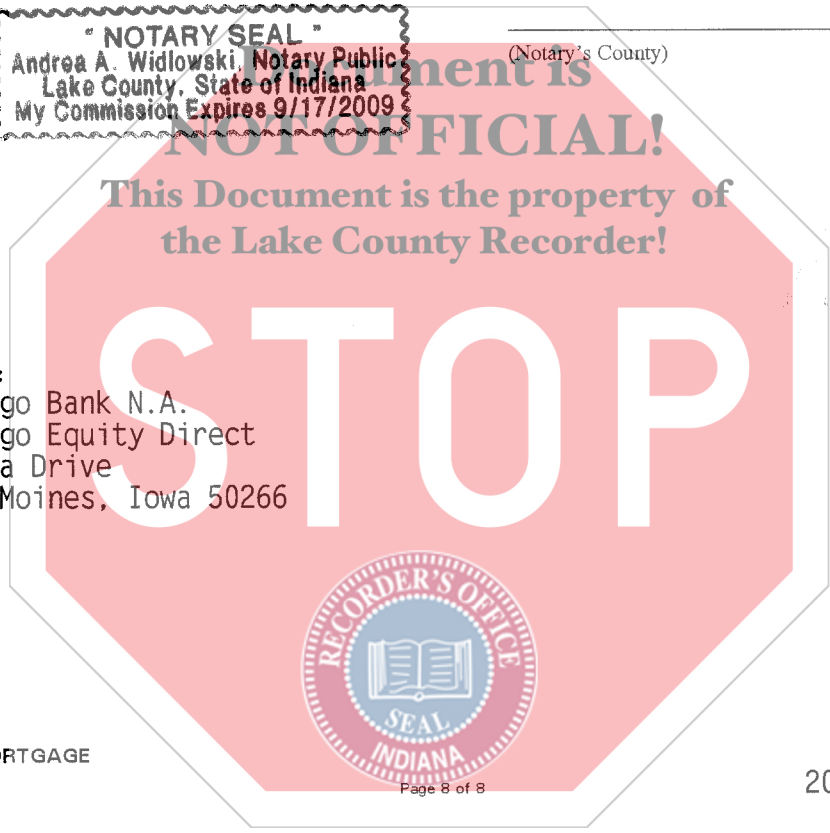 " NOTARY SEAL "
Andrea A. Widlowski, Notary Public
Lake County, State of Indiana
My Commission Expires 9/17/2009
(Notary's County)
Document is
NOT OFFICIAL!
This Document is the property of
the Lake County Recorder!
STOP
go Bank N.A.
go Equity Direct
a Drive
Moines, Iowa 50266
RECORDER'S OFFICE
SEAL
INDIANA
RTGAGE
Page 8 of 8
20